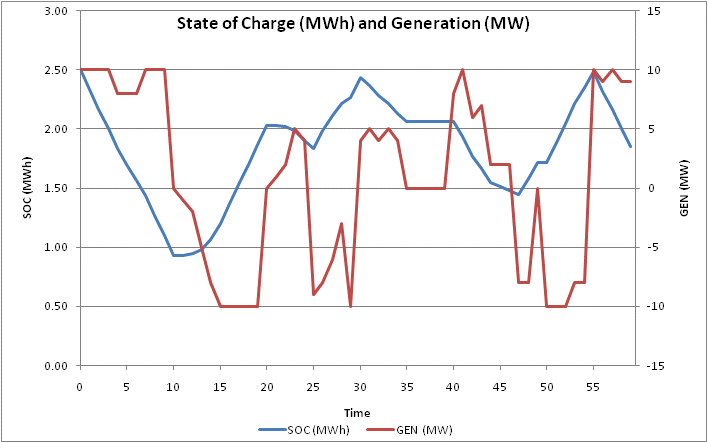 State of Charge (MWh) and Generation (MW)
3.00
2.50
2.00
1.50
1.00
0.50
0.00
SOC (MWh)
15
10
5
0
-5
-10
-15
GEN (MW)
0 5 10 15 20 25 30 35 40 45 50 55
Time
SOC (MWh) GEN (MW)